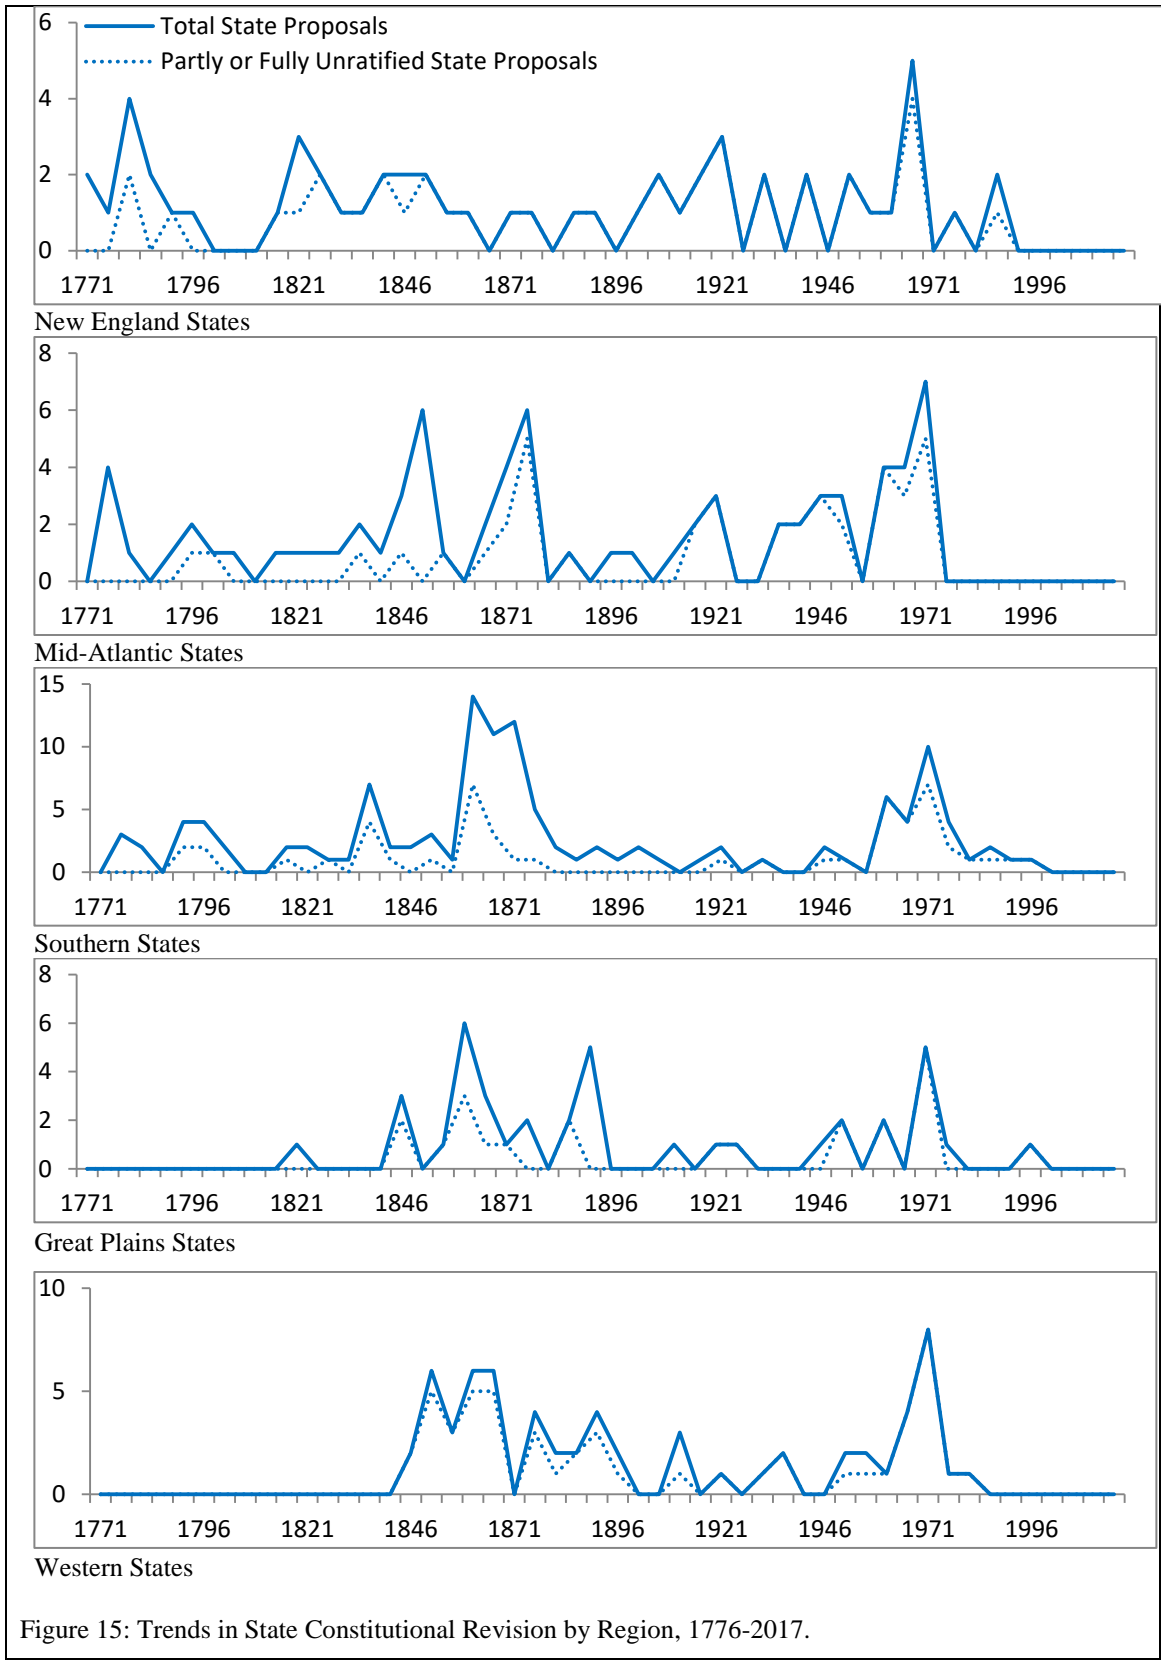 6
Total State Proposals
Partly or Fully Unratified State Proposals
4
2
0
1771 1796 1821 1846 1871 1896 1921 1946 1971 1996
New England States
8
6
4
2
0
1771 1796 1821 1846 1871 1896 1921 1946 1971 1996
Mid-Atlantic States
15
10
5
0
1771 1796 1821 1846 1871 1896 1921 1946 1971 1996
Southern States
8
6
4
2
0
1771 1796 1821 1846 1871 1896 1921 1946 1971 1996
Great Plains States
10
5
0
1771 1796 1821 1846 1871 1896 1921 1946 1971 1996
Western States
Figure 15: Trends in State Constitutional Revision by Region, 1776-2017.